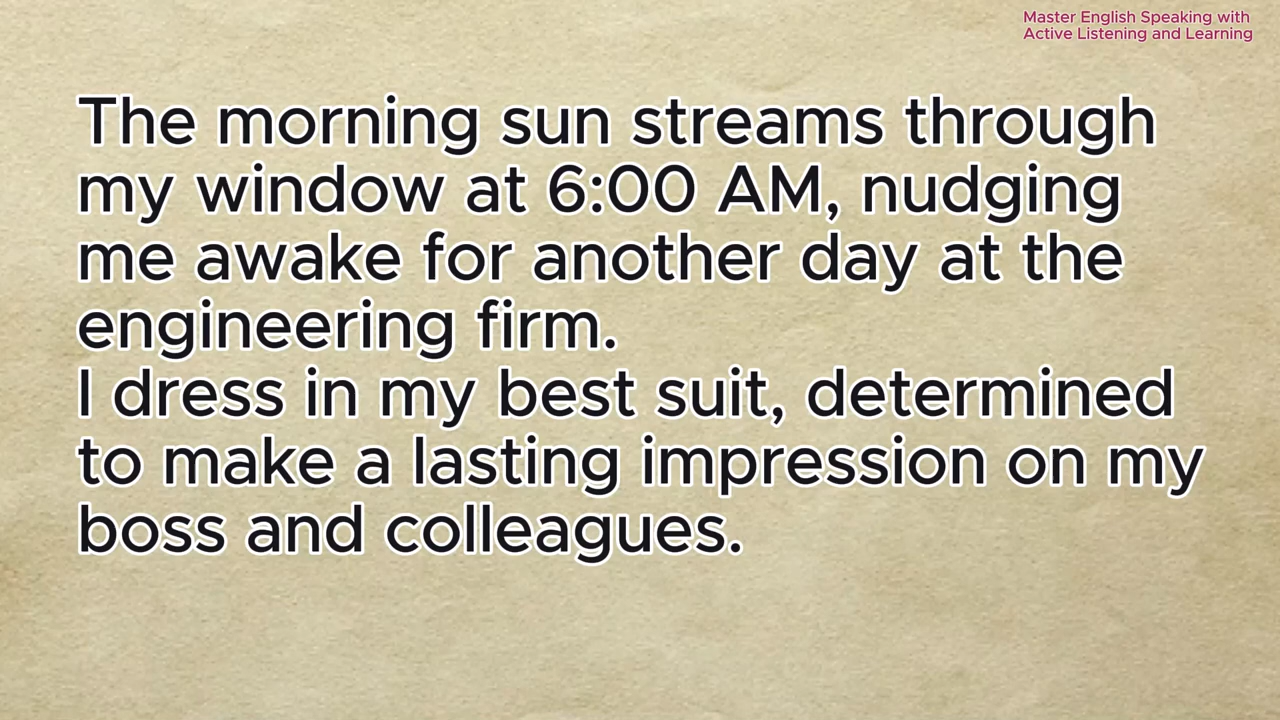 Master English Speaking with
Active Listening and Learning
The morning sun streams through
my window at 6:00 AM, nudging
me awake for another day at the
engineering firm.
I dress in my best suit, determined
to make a lasting impression on my
boss and colleagues.